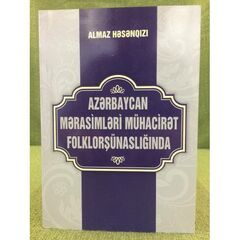 ALMAZ HƏSƏNQIZI
AZƏRBAYCAN
MƏRASİMLƏRİ MÜHACİRƏT
FOLKLORŞÜNASLIĞINDA